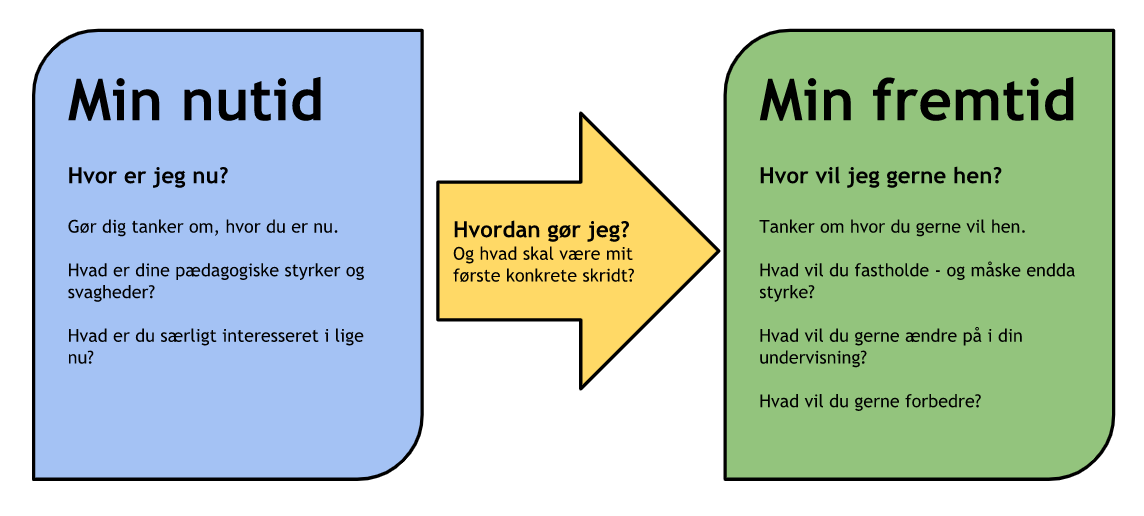 Min nutid
Hvor er jeg nu?
Gør dig tanker om, hvor du er nu.
Hvad er dine pædagogiske styrker og
svagheder?
Hvad er du særligt interesseret i lige
nu?
Hvordan gør jeg?
Og hvad skal være mit
første konkrete skridt?
Min fremtid
Hvor vil jeg gerne hen?
Tanker om hvor du gerne vil hen.
Hvad vil du fastholde - og måske endda
styrke?
Hvad vil du gerne ændre på i din
undervisning?
Hvad vil du gerne forbedre?